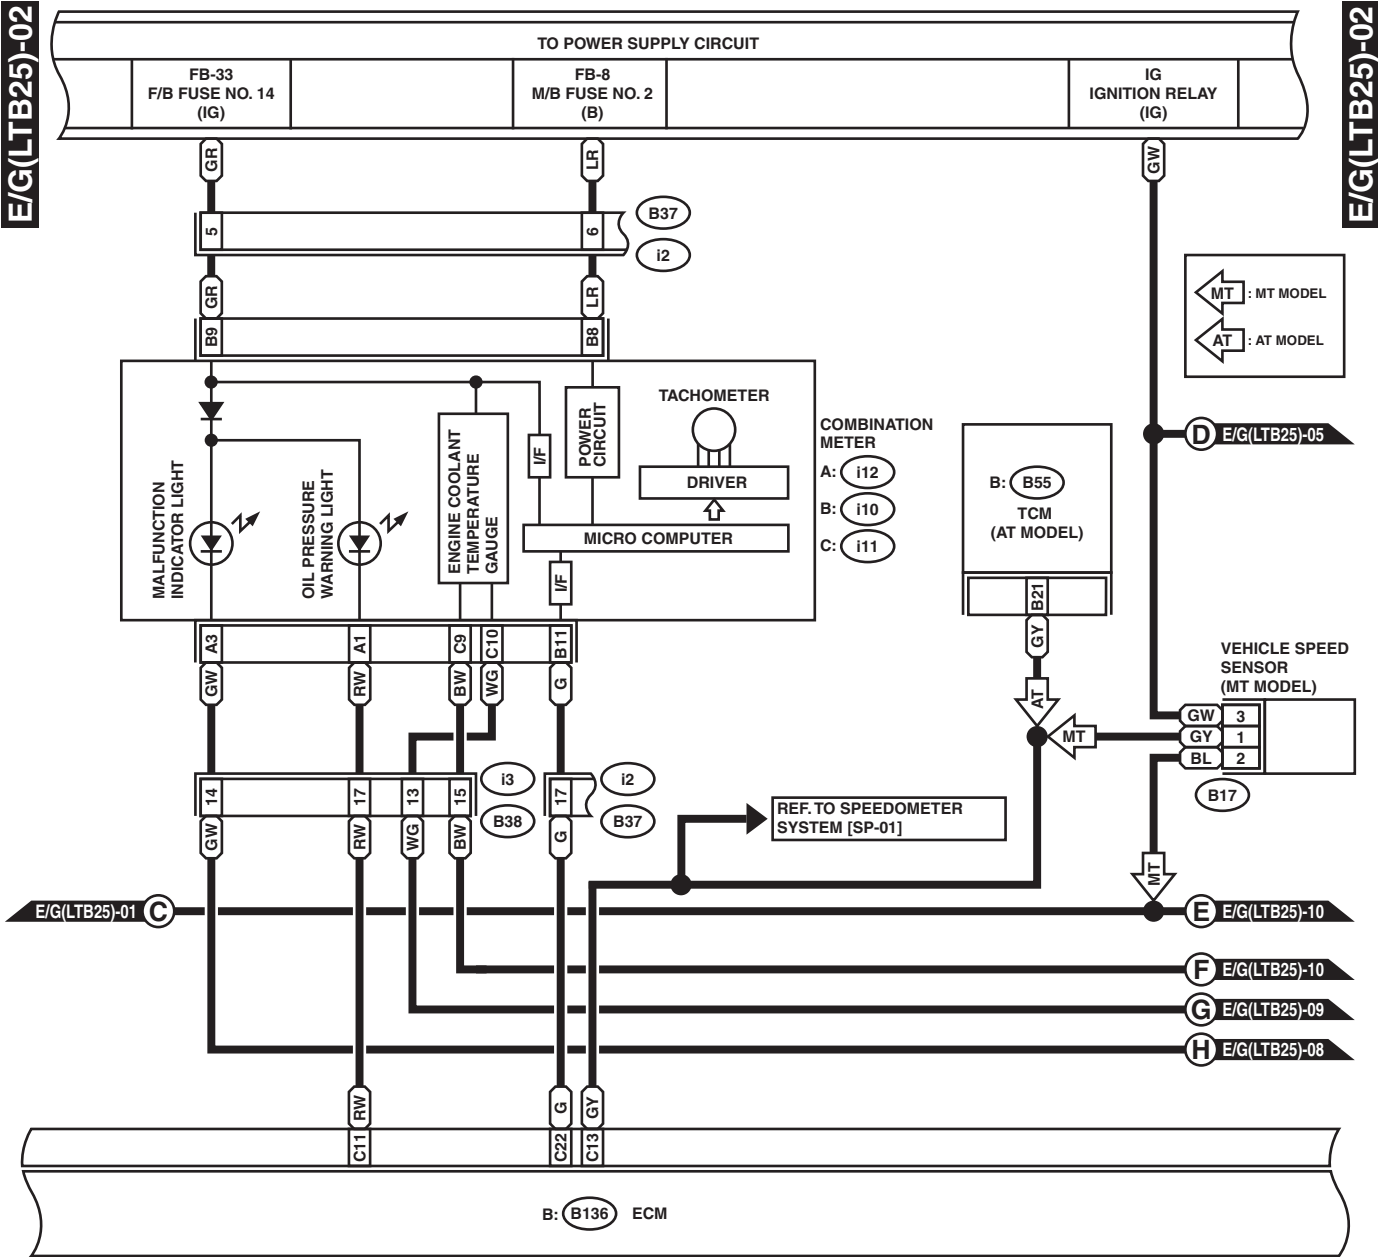 E/G(LTB25)-02
E/G(LTB25)-02
TO POWER SUPPLY CIRCUIT
FB-33
F/B FUSE NO. 14
(IG)
FB-8
M/B FUSE NO. 2
(B)
IG
IGNITION RELAY
(IG)
GR
LR
GW
5
6
B37
i2
GR
LR
B9
B8
MT : MT MODEL
AT : AT MODEL
MALFUNCTION
INDICATOR LIGHT
OIL PRESSURE
WARNING LIGHT
ENGINE COOLANT
TEMPERATURE
GAUGE
I/F
POWER
CIRCUIT
TACHOMETER
DRIVER
MICRO COMPUTER
I/F
COMBINATION
METER
A: i12
B: i10
C: i11
B: B55
TCM
(AT MODEL)
B21
GY
AT
D E/G(LTB25)-05
A3
A1
C9
C10
B11
GW
RW
BW
WG
G
VEHICLE SPEED
SENSOR
(MT MODEL)
GW 3
MT GY 1
BL 2
B17
14
17
13
15
i3
B38
17
i2
B37
GW
RW
WG
BW
G
REF. TO SPEEDOMETER
SYSTEM [SP-01]
MT
E/G(LTB25)-01 C
E E/G(LTB25)-10
F E/G(LTB25)-10
G E/G(LTB25)-09
H E/G(LTB25)-08
RW
G
GY
C11
C22
C13
B: B136 ECM